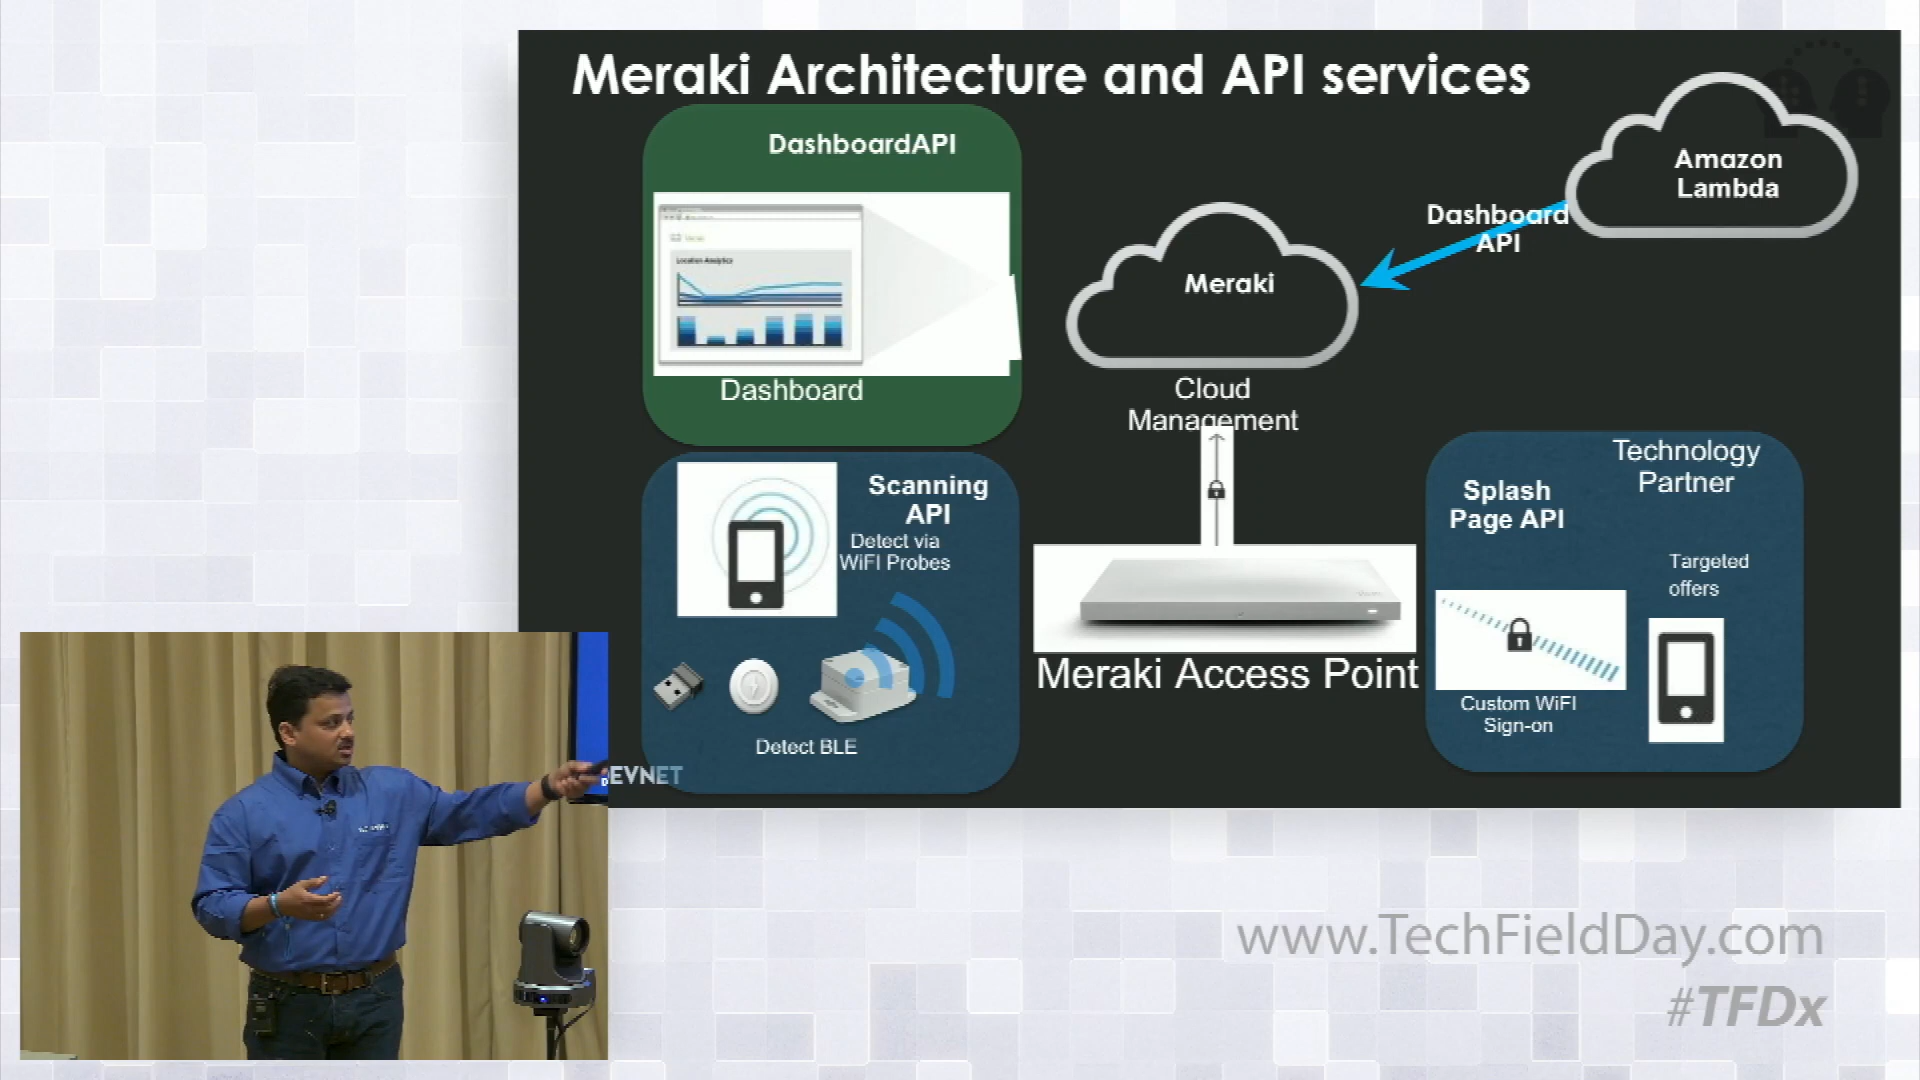 Meraki Architecture and API services
DashboardAPI
Location Analytics
Dashboard
Amazon
Lambda
Dashboard
API
Meraki
Cloud
Management
Scanning
API
Detect via
WiFI Probes
Detect BLE
Meraki Access Point
Technology
Partner
Splash
Page API
Targeted
offers
Custom WiFI
Sign-on
EVNET
www.TechFieldDay.com
#TFDx